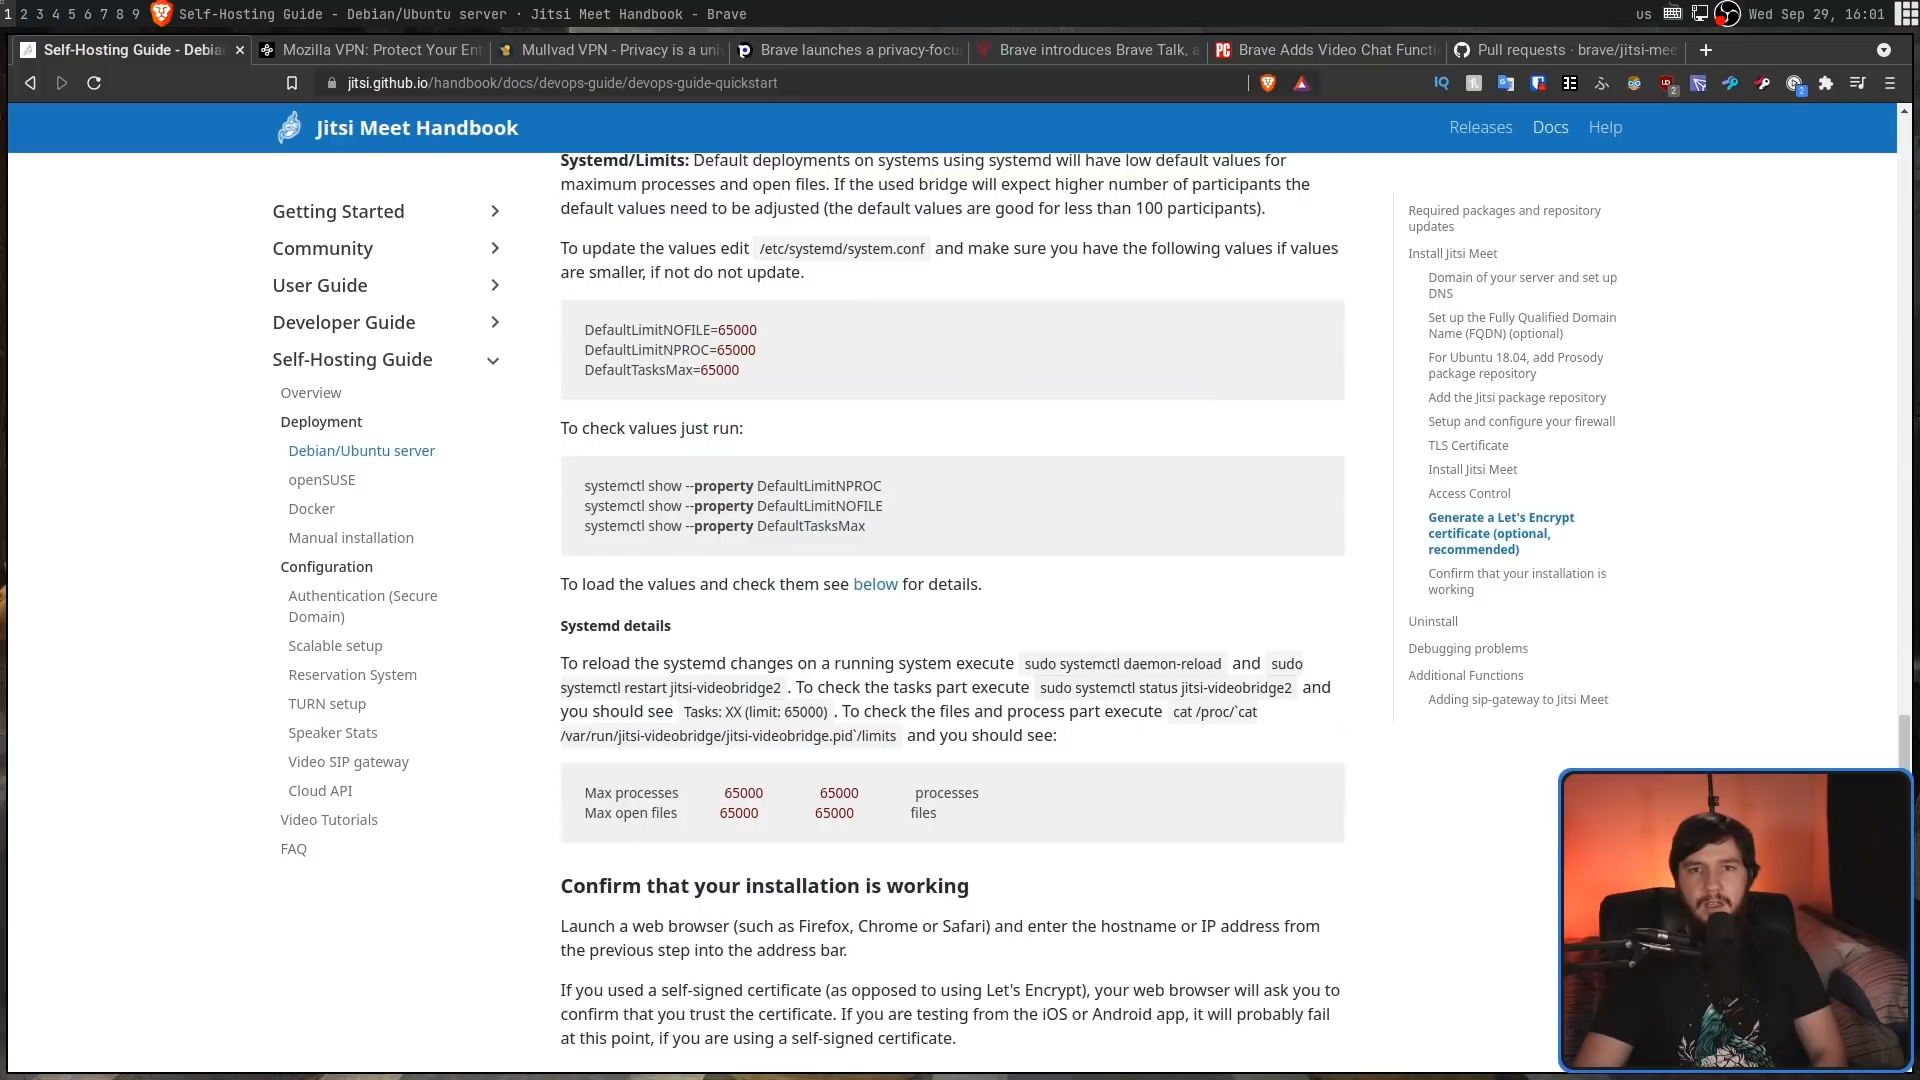 1 2 3 4 5 6 7 8 9 Self-Hosting Guide - Debian/Ubuntu server · Jitsi Meet Handbook - Brave us Wed Sep 29, 16:01
Self-Hosting Guide - Debia Mozilla VPN: Protect Your Ent Mullvad VPN - Privacy is a uni Brave launches a privacy-focu Brave introduces Brave Talk, a Brave Adds Video Chat Functi Pull requests · brave/jitsi-mee
jitsi.github.io/handbook/docs/devops-guide/devops-guide-quickstart
Jitsi Meet Handbook
Releases Docs Help
Getting Started
Community
User Guide
Developer Guide
Self-Hosting Guide
Overview
Deployment
Debian/Ubuntu server
openSUSE
Docker
Manual installation
Configuration
Authentication (Secure
Domain)
Scalable setup
Reservation System
TURN setup
Speaker Stats
Video SIP gateway
Cloud API
Video Tutorials
FAQ
Systemd/Limits: Default deployments on systems using systemd will have low default values for
maximum processes and open files. If the used bridge will expect higher number of participants the
default values need to be adjusted (the default values are good for less than 100 participants).
To update the values edit /etc/systemd/system.conf and make sure you have the following values if values
are smaller, if not do not update.
DefaultLimitNOFILE=65000
DefaultLimitNPROC=65000
DefaultTasksMax=65000
To check values just run:
systemctl show --property DefaultLimitNPROC
systemctl show --property DefaultLimitNOFILE
systemctl show --property DefaultTasksMax
To load the values and check them see below for details.
Systemd details
To reload the systemd changes on a running system execute sudo systemctl daemon-reload and sudo
systemctl restart jitsi-videobridge2 . To check the tasks part execute sudo systemctl status jitsi-videobridge2 and
you should see Tasks: XX (limit: 65000) . To check the files and process part execute cat /proc/`cat
/var/run/jitsi-videobridge/jitsi-videobridge.pid`/limits and you should see:
Max processes 65000 65000 processes
Max open files 65000 65000 files
Confirm that your installation is working
Launch a web browser (such as Firefox, Chrome or Safari) and enter the hostname or IP address from
the previous step into the address bar.
If you used a self-signed certificate (as opposed to using Let's Encrypt), your web browser will ask you to
confirm that you trust the certificate. If you are testing from the iOS or Android app, it will probably fail
at this point, if you are using a self-signed certificate.
Required packages and repository
updates
Install Jitsi Meet
Domain of your server and set up
DNS
Set up the Fully Qualified Domain
Name (FQDN) (optional)
For Ubuntu 18.04, add Prosody
package repository
Add the Jitsi package repository
Setup and configure your firewall
TLS Certificate
Install Jitsi Meet
Access Control
Generate a Let's Encrypt
certificate (optional,
recommended)
Confirm that your installation is
working
Uninstall
Debugging problems
Additional Functions
Adding sip-gateway to Jitsi Meet